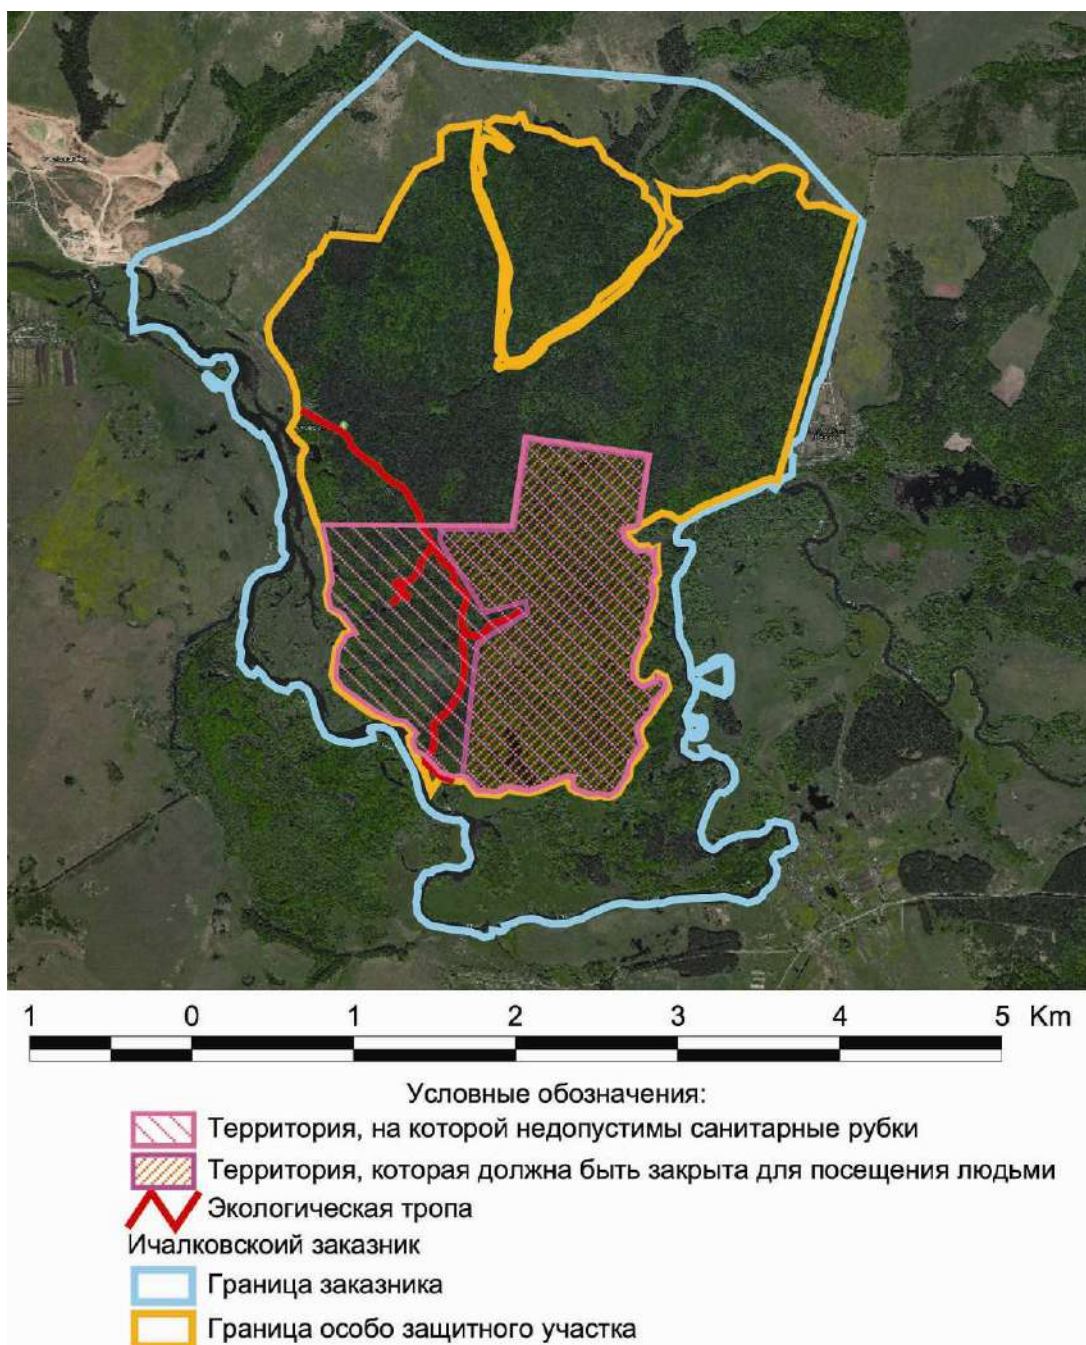 1 0 1 2 3 4 5 Km
Условные обозначения:
Территория, на которой недопустимы санитарные рубки
Территория, которая должна быть закрыта для посещения людьми
Экологическая тропа
Ичалковскоий заказник
Граница заказника
Граница особо защитного участка